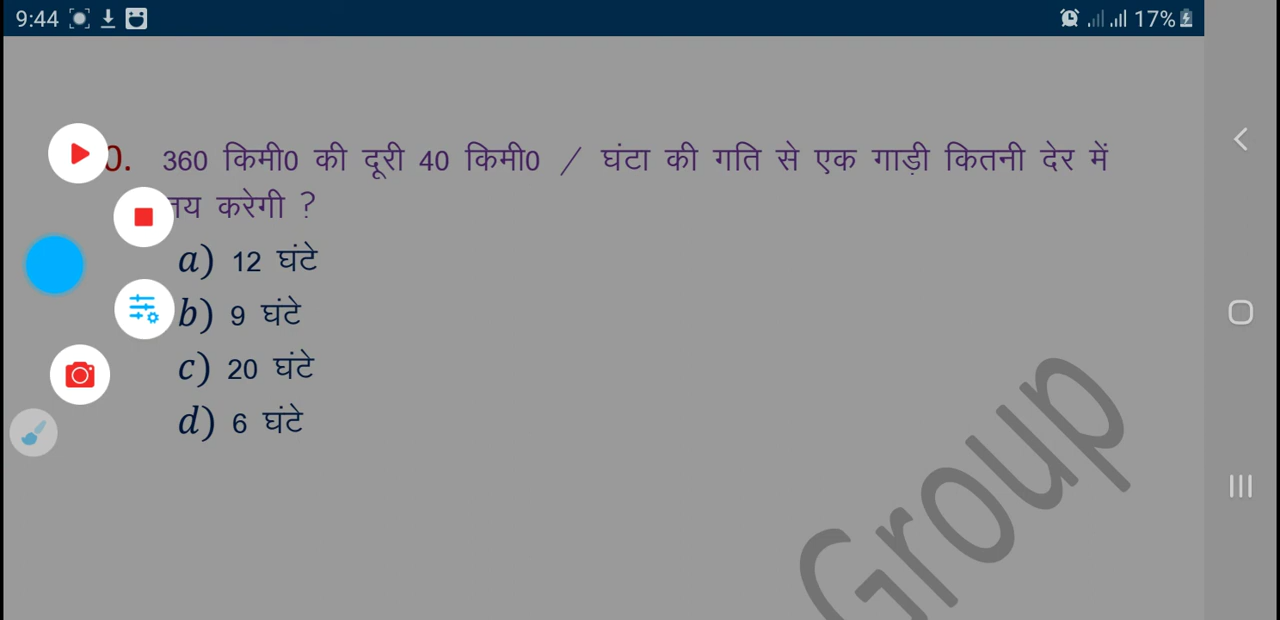 9:44 17%
0. 360 किमी0 की दूरी 40 किमी0 / घंटा की गति से एक गाड़ी कितनी देर में
तय करेगी ?
a) 12 घंटे
b) 9 घंटे
c) 20 घंटे
d) 6 घंटे
Group